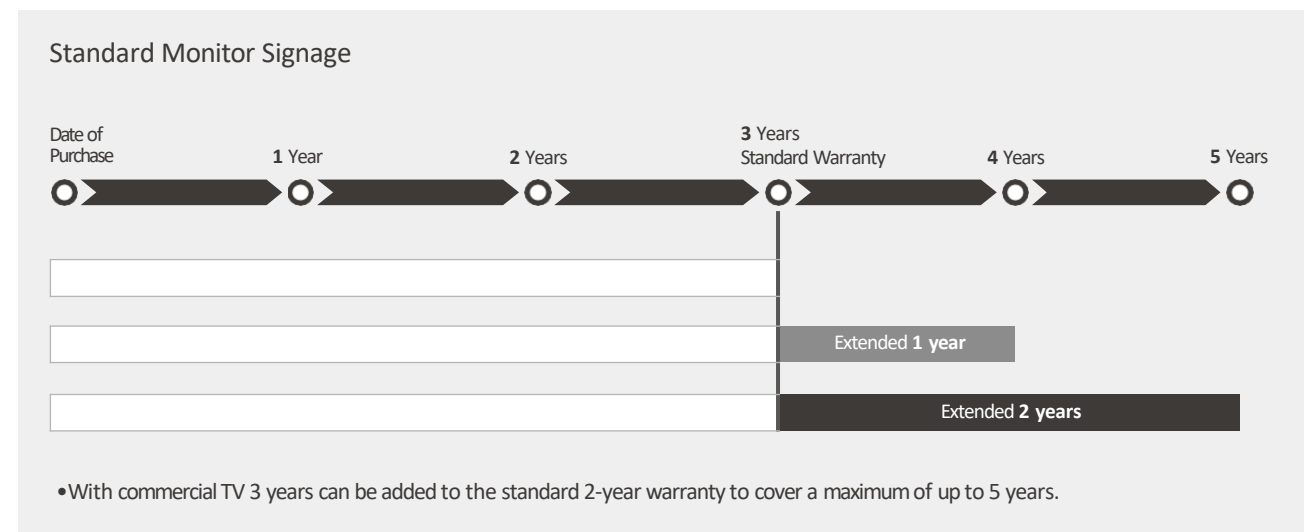 Standard Monitor Signage
Date of
Purchase
1 Year
2 Years
3 Years
Standard Warranty
4 Years
5 Years
Extended 1 year
Extended 2 years
•With commercial TV 3 years can be added to the standard 2-year warranty to cover a maximum of up to 5 years.